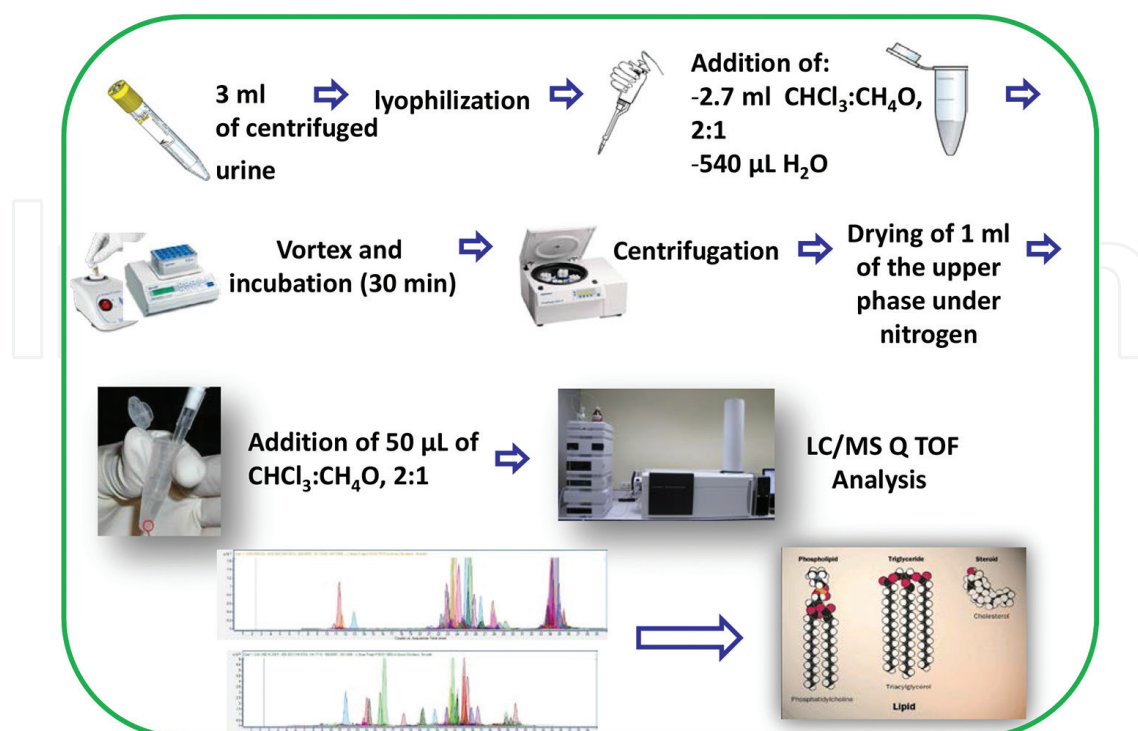 3 ml
of centrifuged
urine
lyophilization
Addition of:
-2.7 ml CHCl₃:CH₄O,
2:1
-540 µL H₂O
Vortex and
incubation (30 min)
Centrifugation
Drying of 1 ml
of the upper
phase under
nitrogen
Addition of 50 µL of
CHCl₃:CH₄O, 2:1
LC/MS Q TOF
Analysis
Phospholipid
Triglyceride
Steroid
Cholesterol
Triacylglycerol
Phosphatidylcholine
Lipid